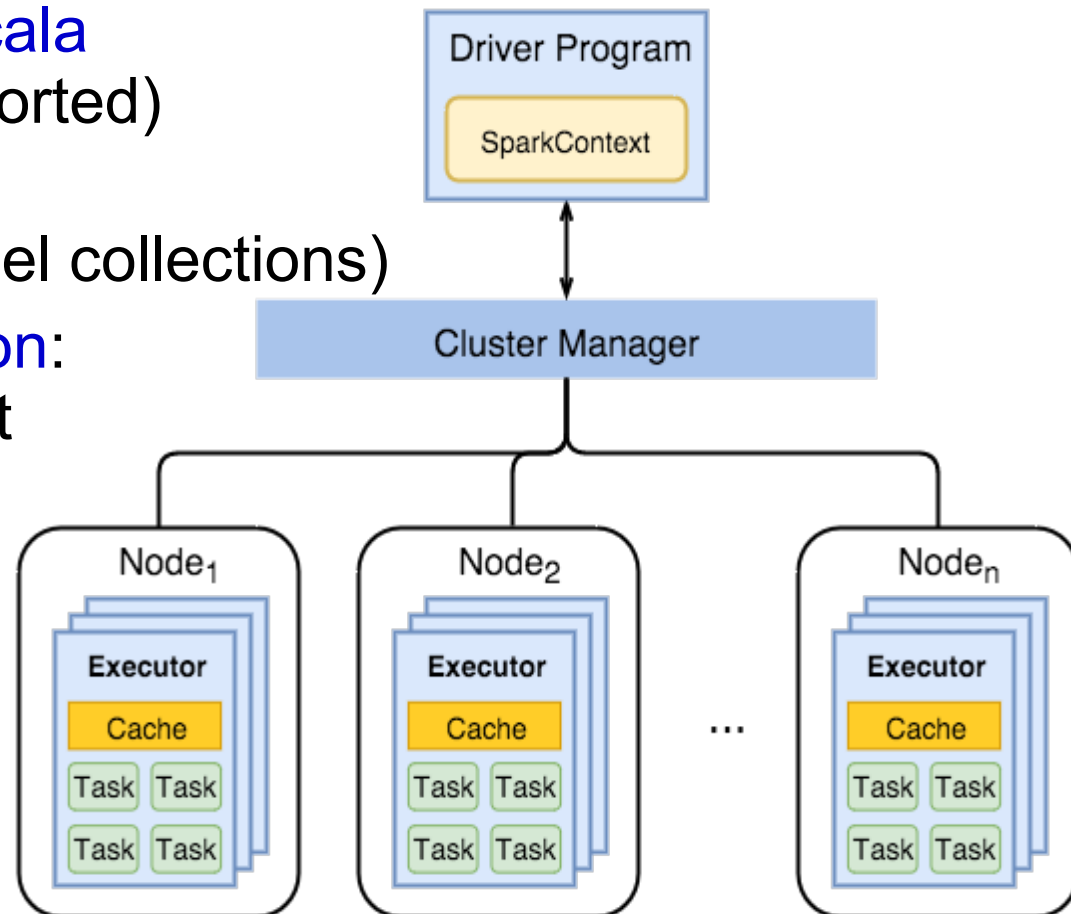 cala
orted)
el collections)
on:
t
Driver Program
SparkContext
Cluster Manager
Node₁
Executor
Cache
Task Task
Task Task
Node₂
Executor
Cache
Task Task
Task Task
...
Nodeₙ
Executor
Cache
Task Task
Task Task